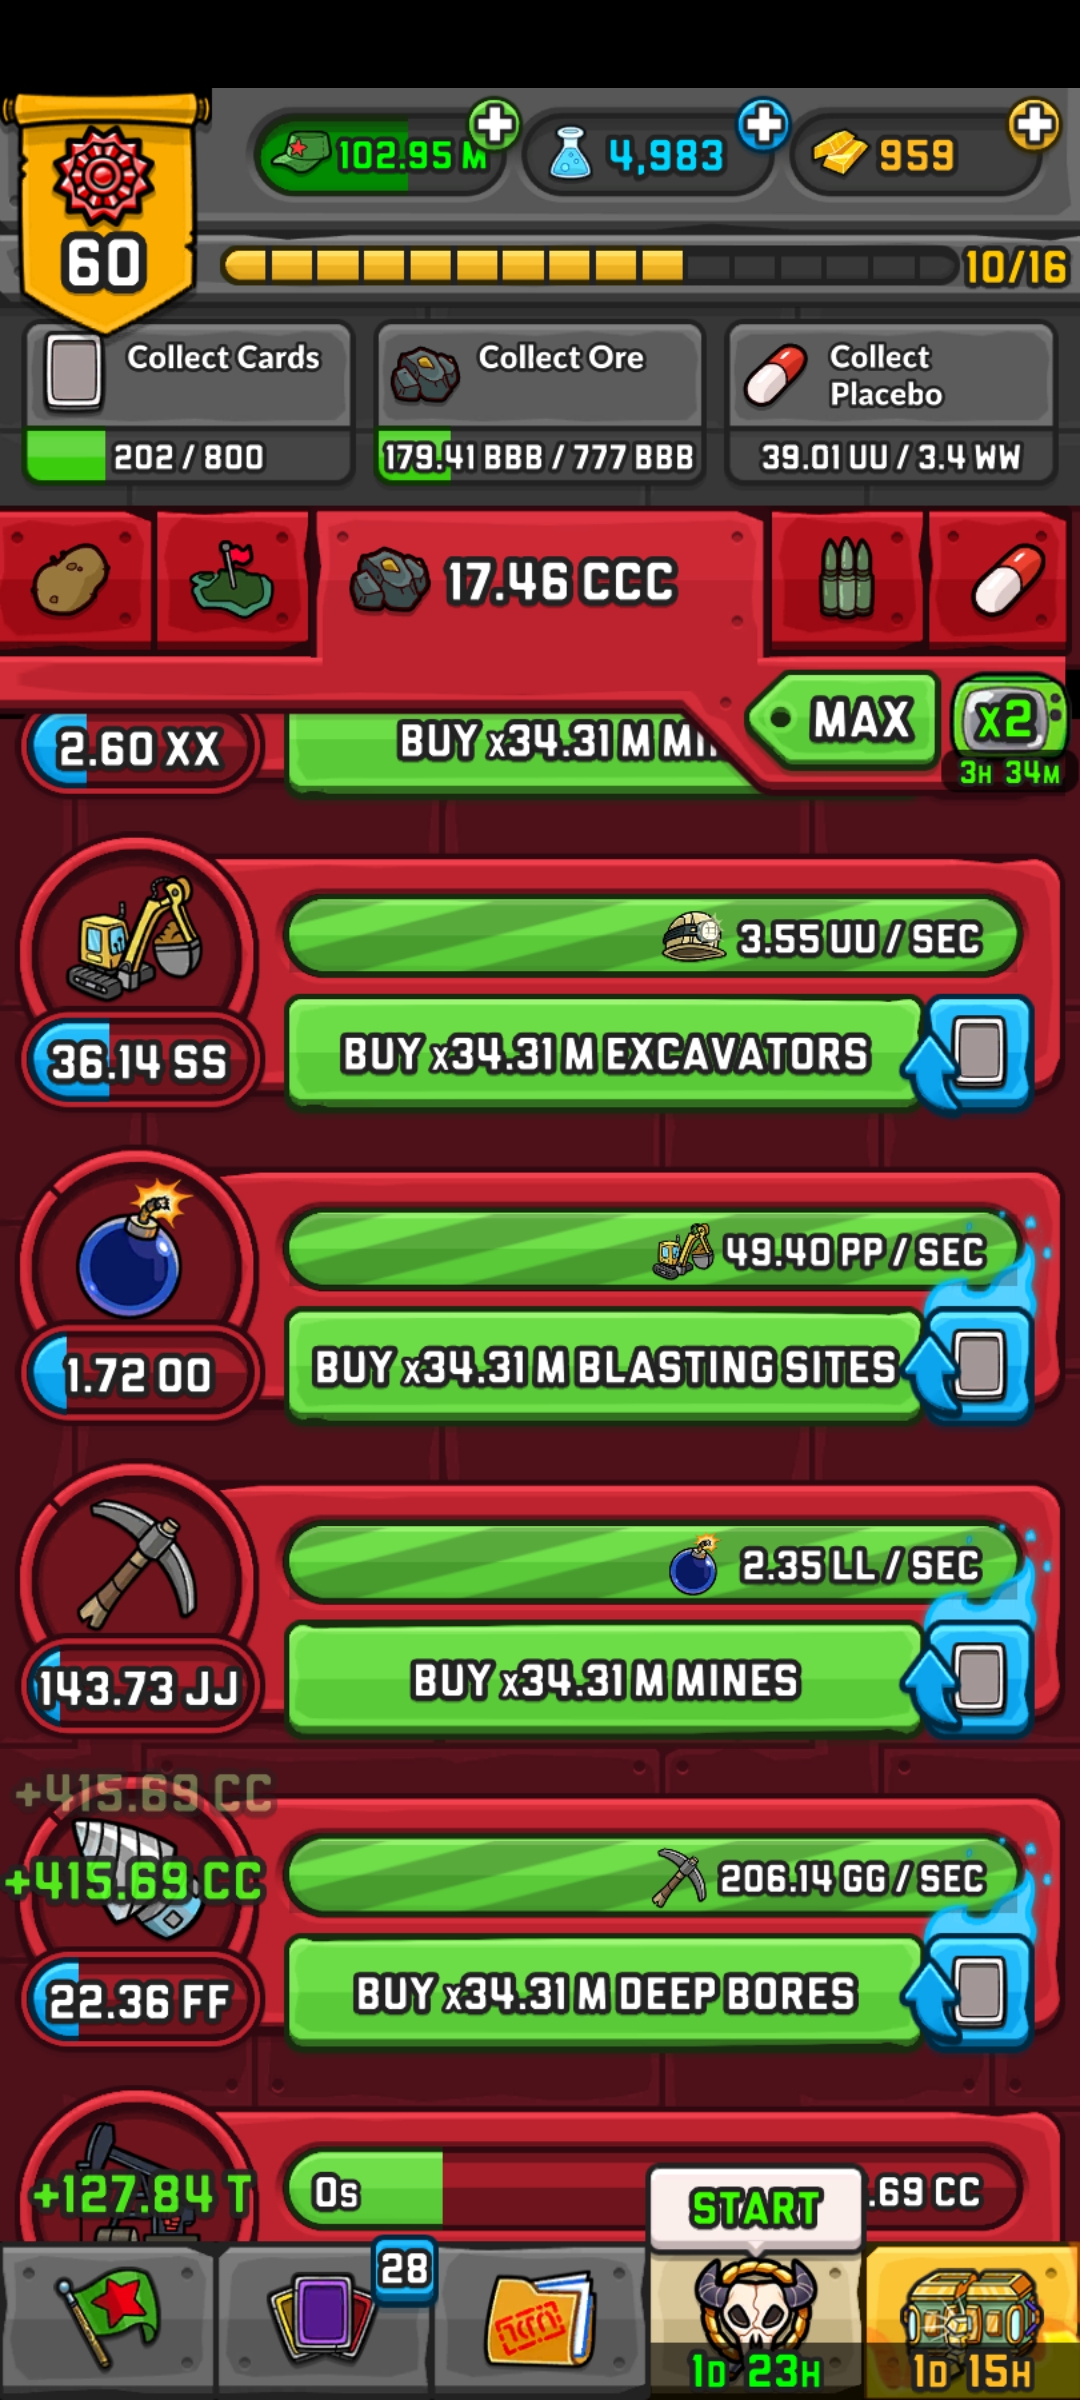 60
102.95 M
4,983
959
10/16
Collect Cards
202 / 800
Collect Ore
179.41 BBB / 777 BBB
Collect
Placebo
39.01 UU / 3.4 WW
17.46 CCC
MAX
x2
3H 34M
2.60 XX
BUY x34.31 M
3.55 UU / SEC
36.14 SS
BUY x34.31 M EXCAVATORS
49.40 PP / SEC
1.72 OO
BUY x34.31 M BLASTING SITES
2.35 LL / SEC
143.73 JJ
BUY x34.31 M MINES
+415.69 CC
+415.69 CC
206.14 GG / SEC
22.36 FF
BUY x34.31 M DEEP BORES
+127.84 T
0s
.69 CC
START
28
1D 23H
1D 15H